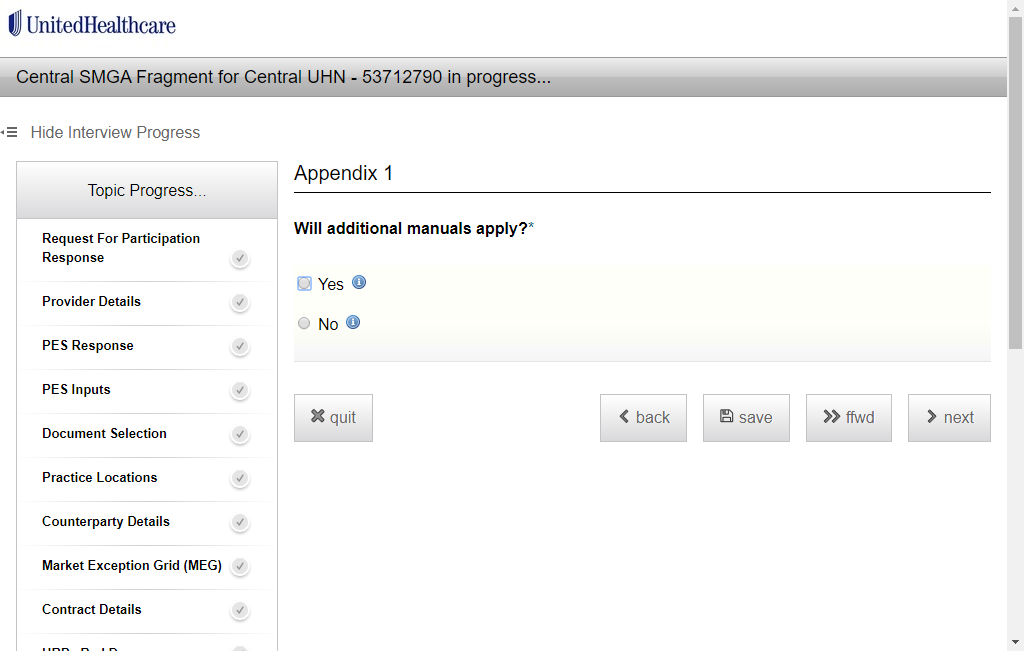 UnitedHealthcare
Central SMGA Fragment for Central UHN - 53712790 in progress...
Hide Interview Progress
Topic Progress...
Request For Participation
Response
Provider Details
PES Response
PES Inputs
Document Selection
Practice Locations
Counterparty Details
Market Exception Grid (MEG)
Contract Details
Appendix 1
Will additional manuals apply?*
Yes
No
quit
back
save
ffwd
next